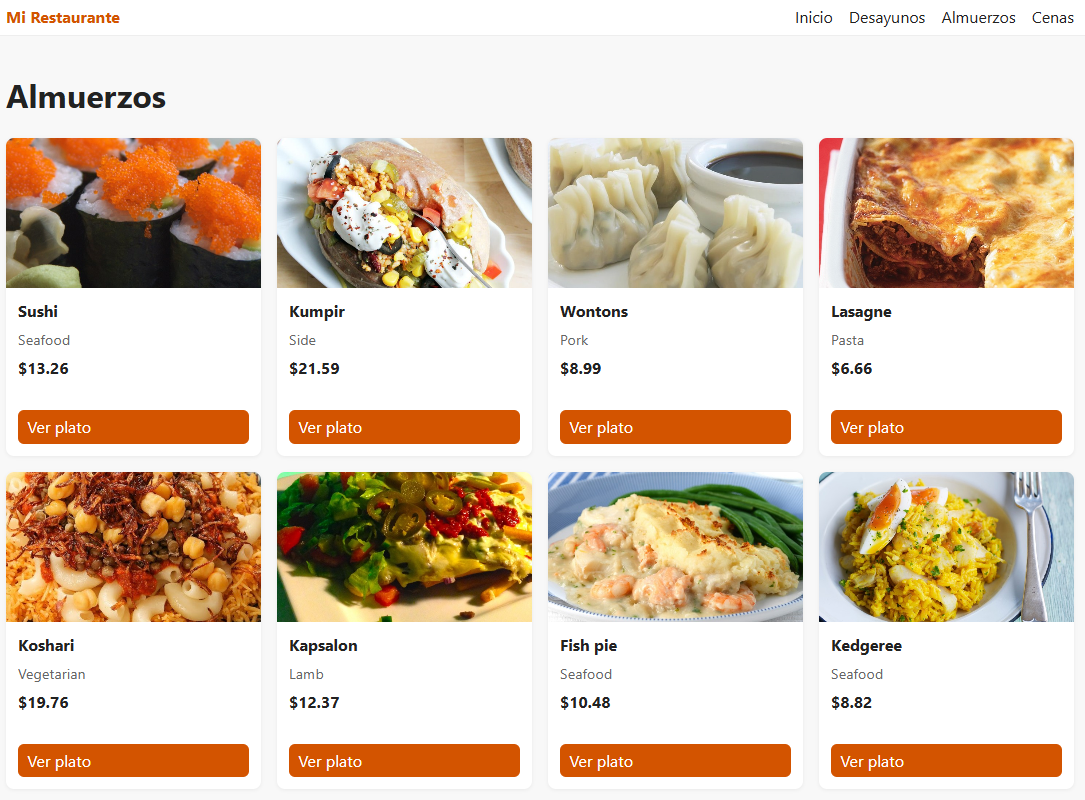 Mi Restaurante
Inicio Desayunos Almuerzos Cenas
Almuerzos
Sushi
Seafood
$13.26
Ver plato
Kumpir
Side
$21.59
Ver plato
Wontons
Pork
$8.99
Ver plato
Lasagne
Pasta
$6.66
Ver plato
Koshari
Vegetarian
$19.76
Ver plato
Kapsalon
Lamb
$12.37
Ver plato
Fish pie
Seafood
$10.48
Ver plato
Kedgeree
Seafood
$8.82
Ver plato